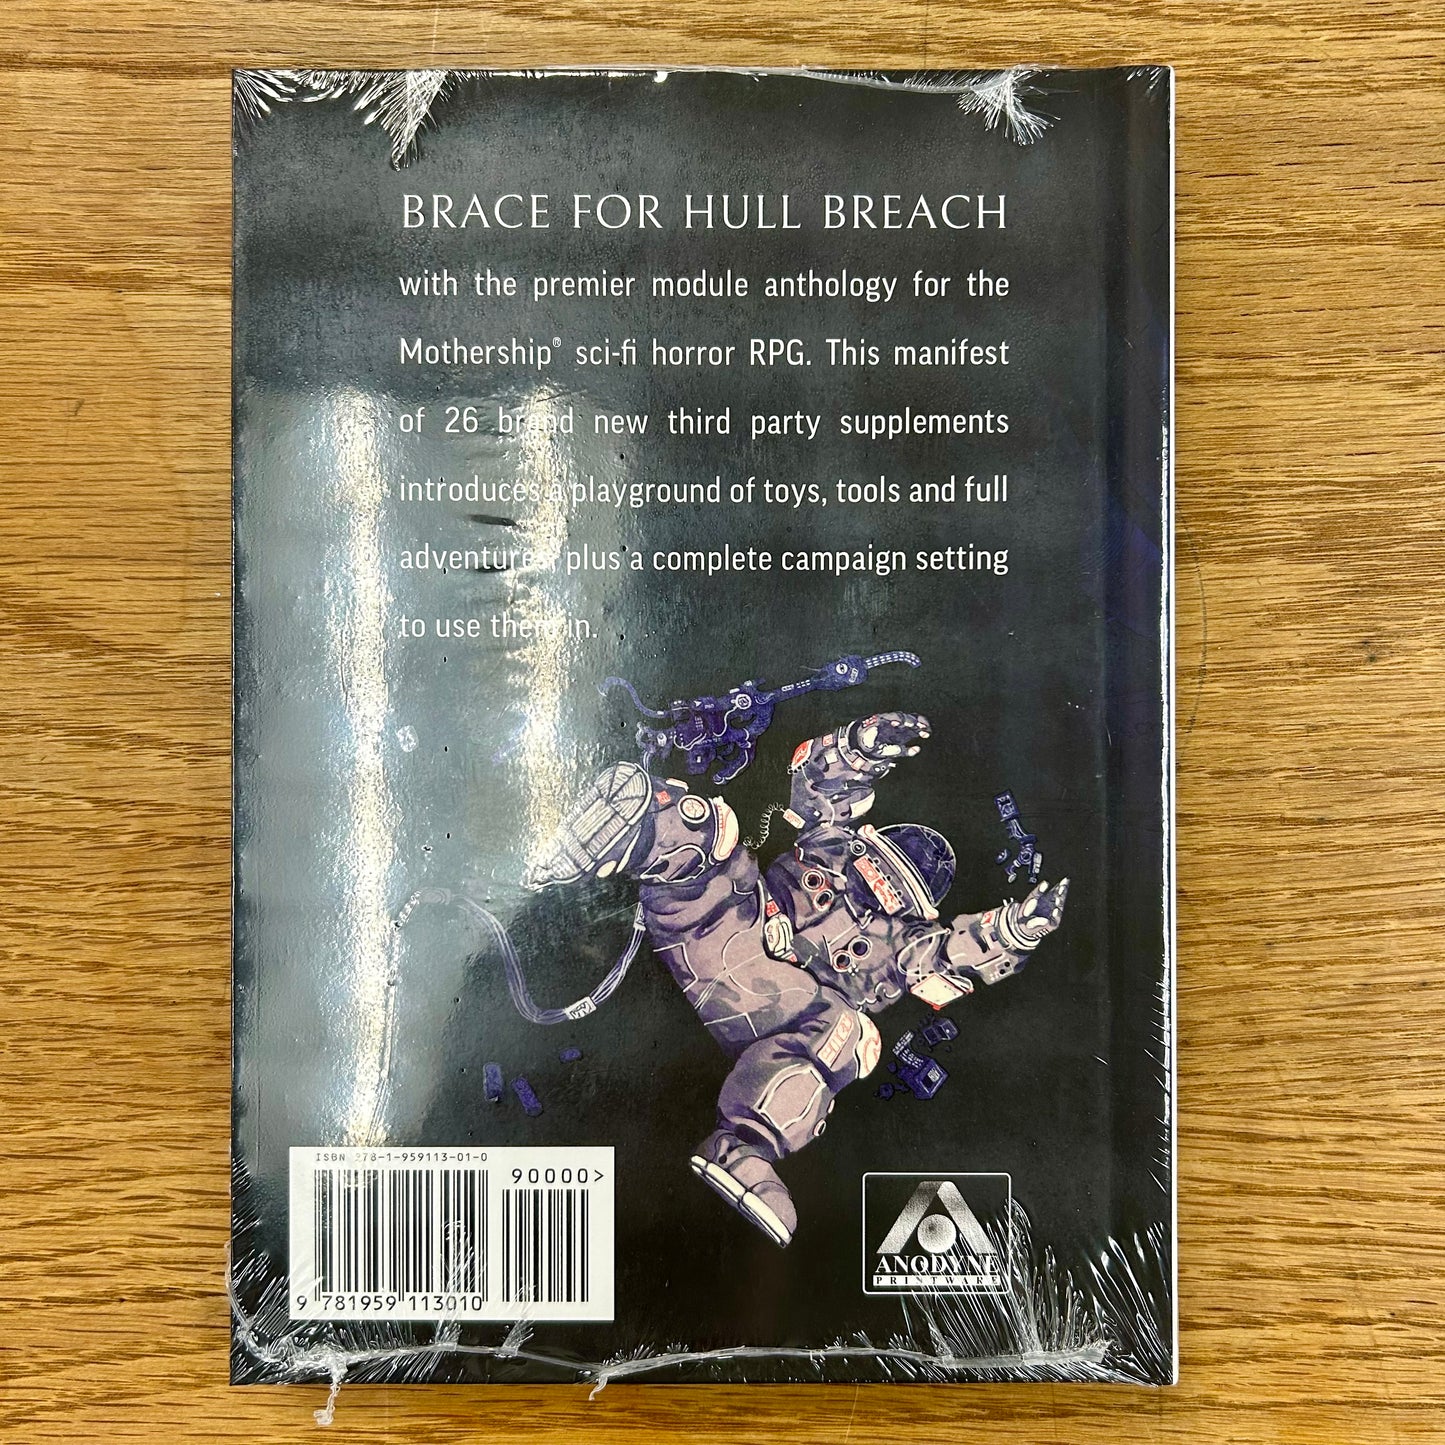 BRACE FOR HULL BREACH
with the premier module anthology for the
Mothership® sci-fi horror RPG. This manifest
of 26 brand new third party supplements
introduces a playground of toys, tools and full
adventures, plus a complete campaign setting
to use them in.
ISBN 978-1-959113-01-0
90000>
9 781959 113010
ANODYNE
PRINTWARE